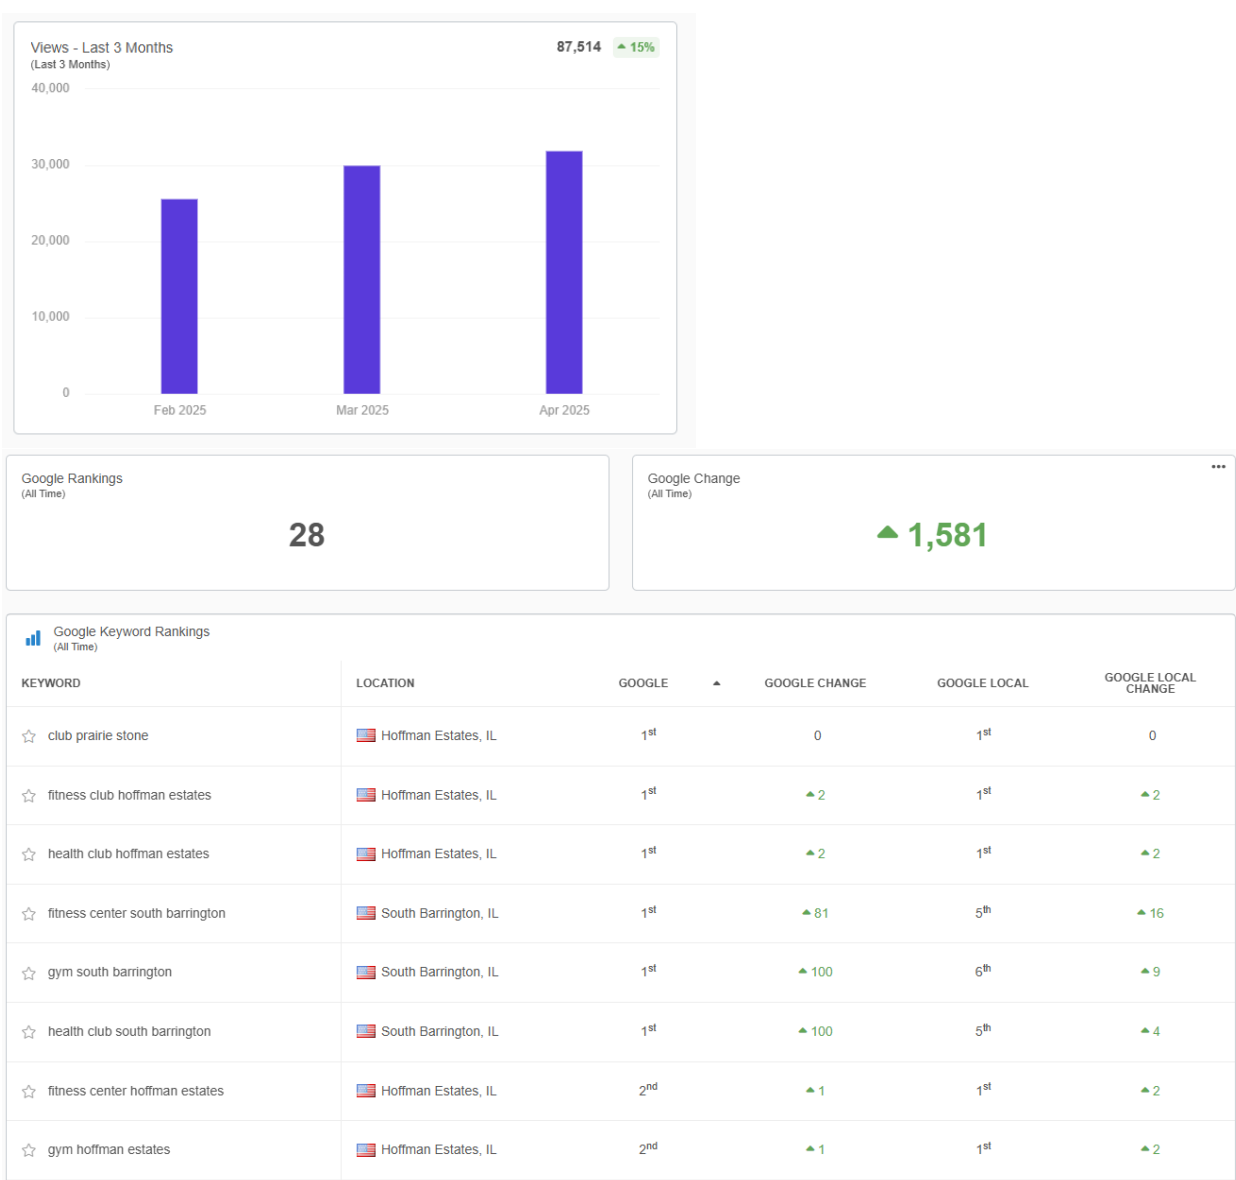 Views - Last 3 Months 87,514 15%
(Last 3 Months)
40,000
30,000
20,000
10,000
0
Feb 2025 Mar 2025 Apr 2025
Google Rankings
(All Time)
28
Google Change
(All Time)
1,581
Google Keyword Rankings
(All Time)
KEYWORD LOCATION GOOGLE GOOGLE CHANGE GOOGLE LOCAL GOOGLE LOCAL CHANGE
club prairie stone Hoffman Estates, IL 1st 0 1st 0
fitness club hoffman estates Hoffman Estates, IL 1st 2 1st 2
health club hoffman estates Hoffman Estates, IL 1st 2 1st 2
fitness center south barrington South Barrington, IL 1st 81 5th 16
gym south barrington South Barrington, IL 1st 100 6th 9
health club south barrington South Barrington, IL 1st 100 5th 4
fitness center hoffman estates Hoffman Estates, IL 2nd 1 1st 2
gym hoffman estates Hoffman Estates, IL 2nd 1 1st 2